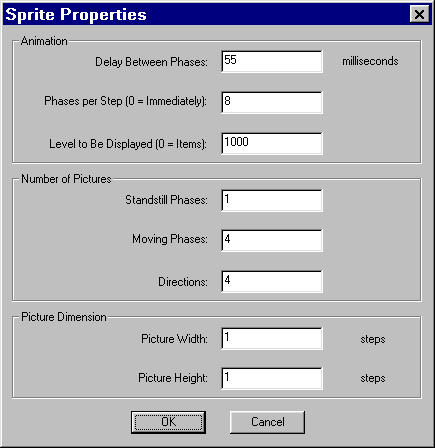 Sprite Properties
Animation
Delay Between Phases: 55 milliseconds
Phases per Step (0 = Immediately): 8
Level to Be Displayed (0 = Items): 1000
Number of Pictures
Standstill Phases: 1
Moving Phases: 4
Directions: 4
Picture Dimension
Picture Width: 1 steps
Picture Height: 1 steps
OK Cancel